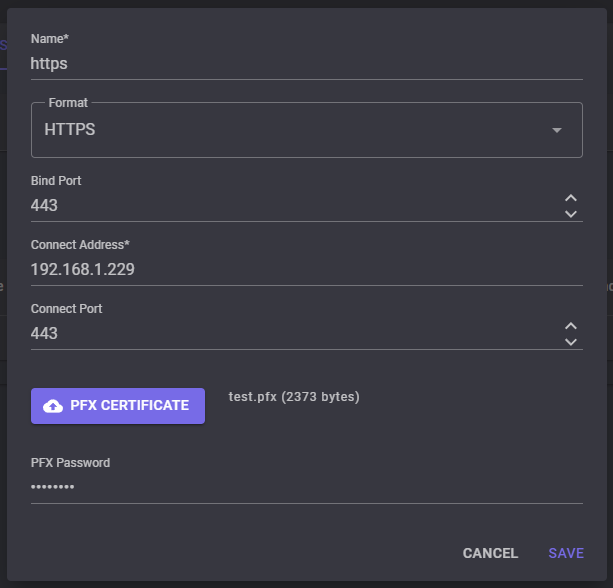 Name*
https
Format
HTTPS
Bind Port
443
Connect Address*
192.168.1.229
Connect Port
443
PFX CERTIFICATE
test.pfx (2373 bytes)
PFX Password
••••••••
CANCEL
SAVE